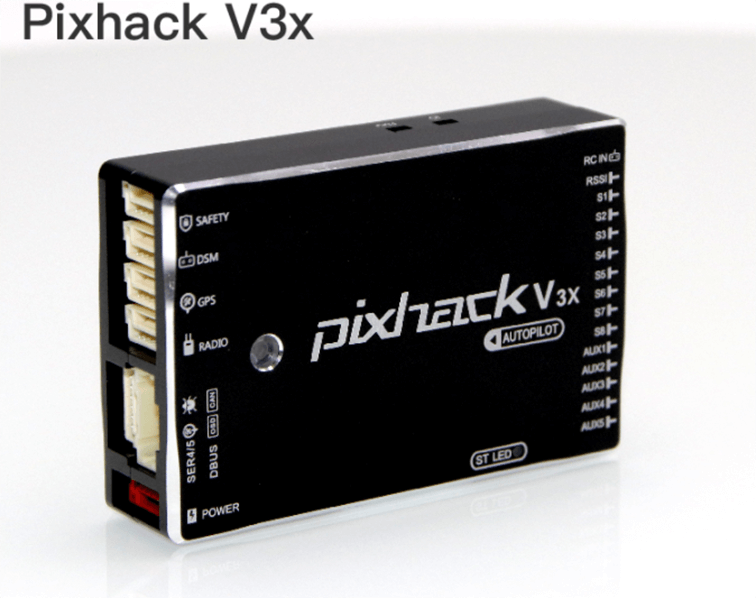 Pixhack V3x
RC IN
RSSI
S1
SAFETY
S2
S3
DSM
S4
S5
GPS
pixhack V3X
S6
S7
AUTOPILOT
RADIO
S8
AUX1
AUX2
AUX3
CAN
OSD
AUX4
AUX5
SER4/5
DBUS
ST LED
POWER